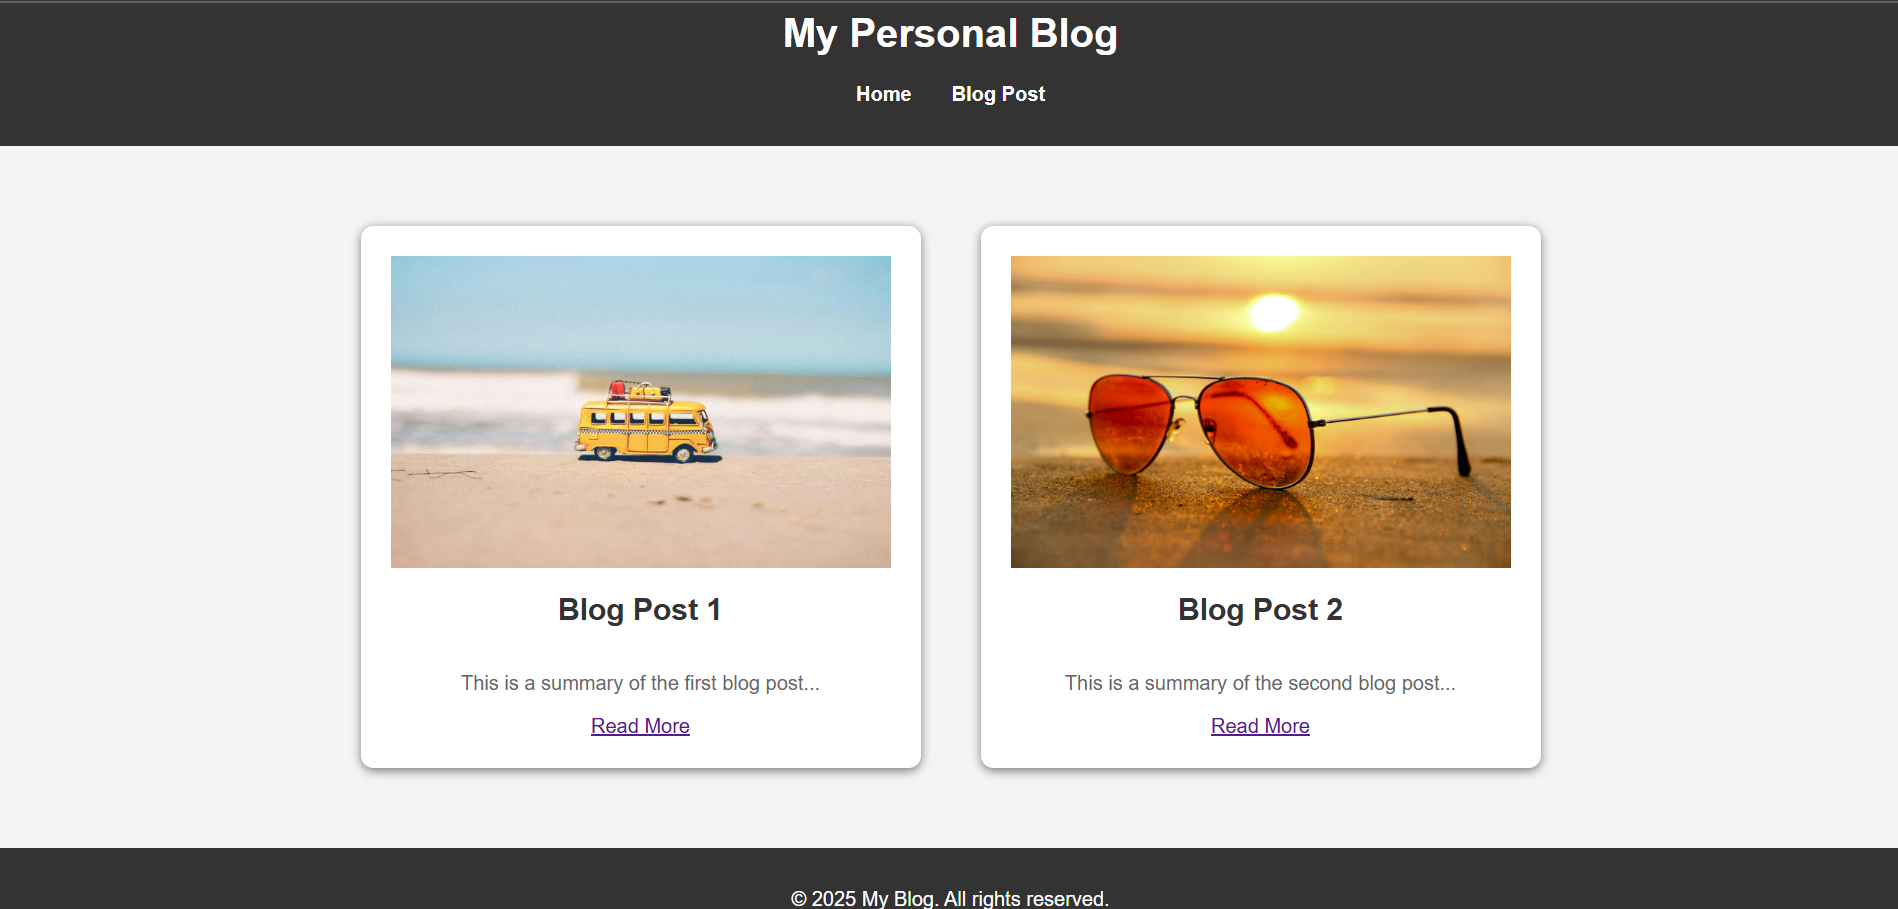 My Personal Blog
Home Blog Post
Blog Post 1
This is a summary of the first blog post...
Read More
Blog Post 2
This is a summary of the second blog post...
Read More
© 2025 My Blog. All rights reserved.